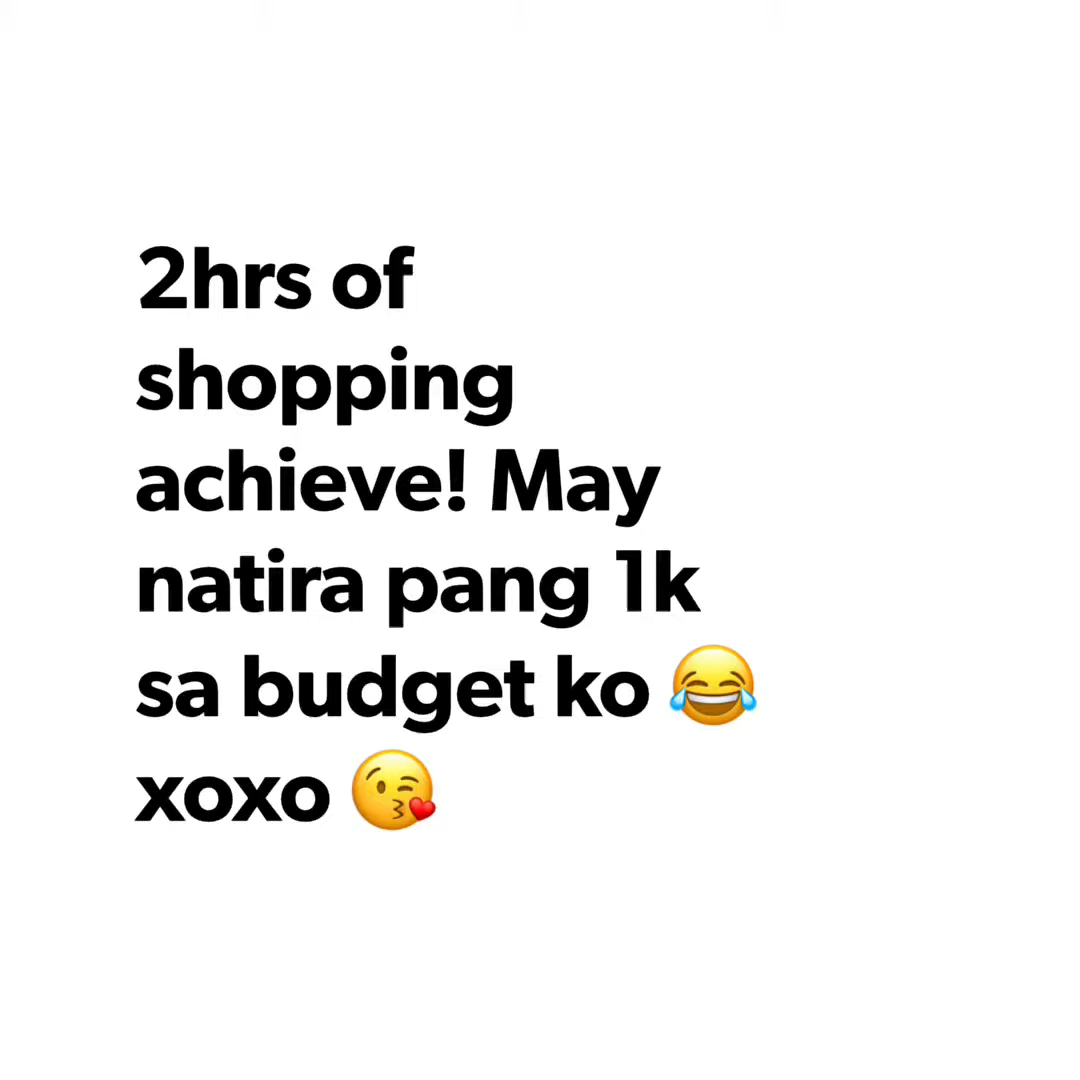 2hrs of
shopping
achieve! May
natira pang 1k
sa budget ko 😂
xoxo 😘